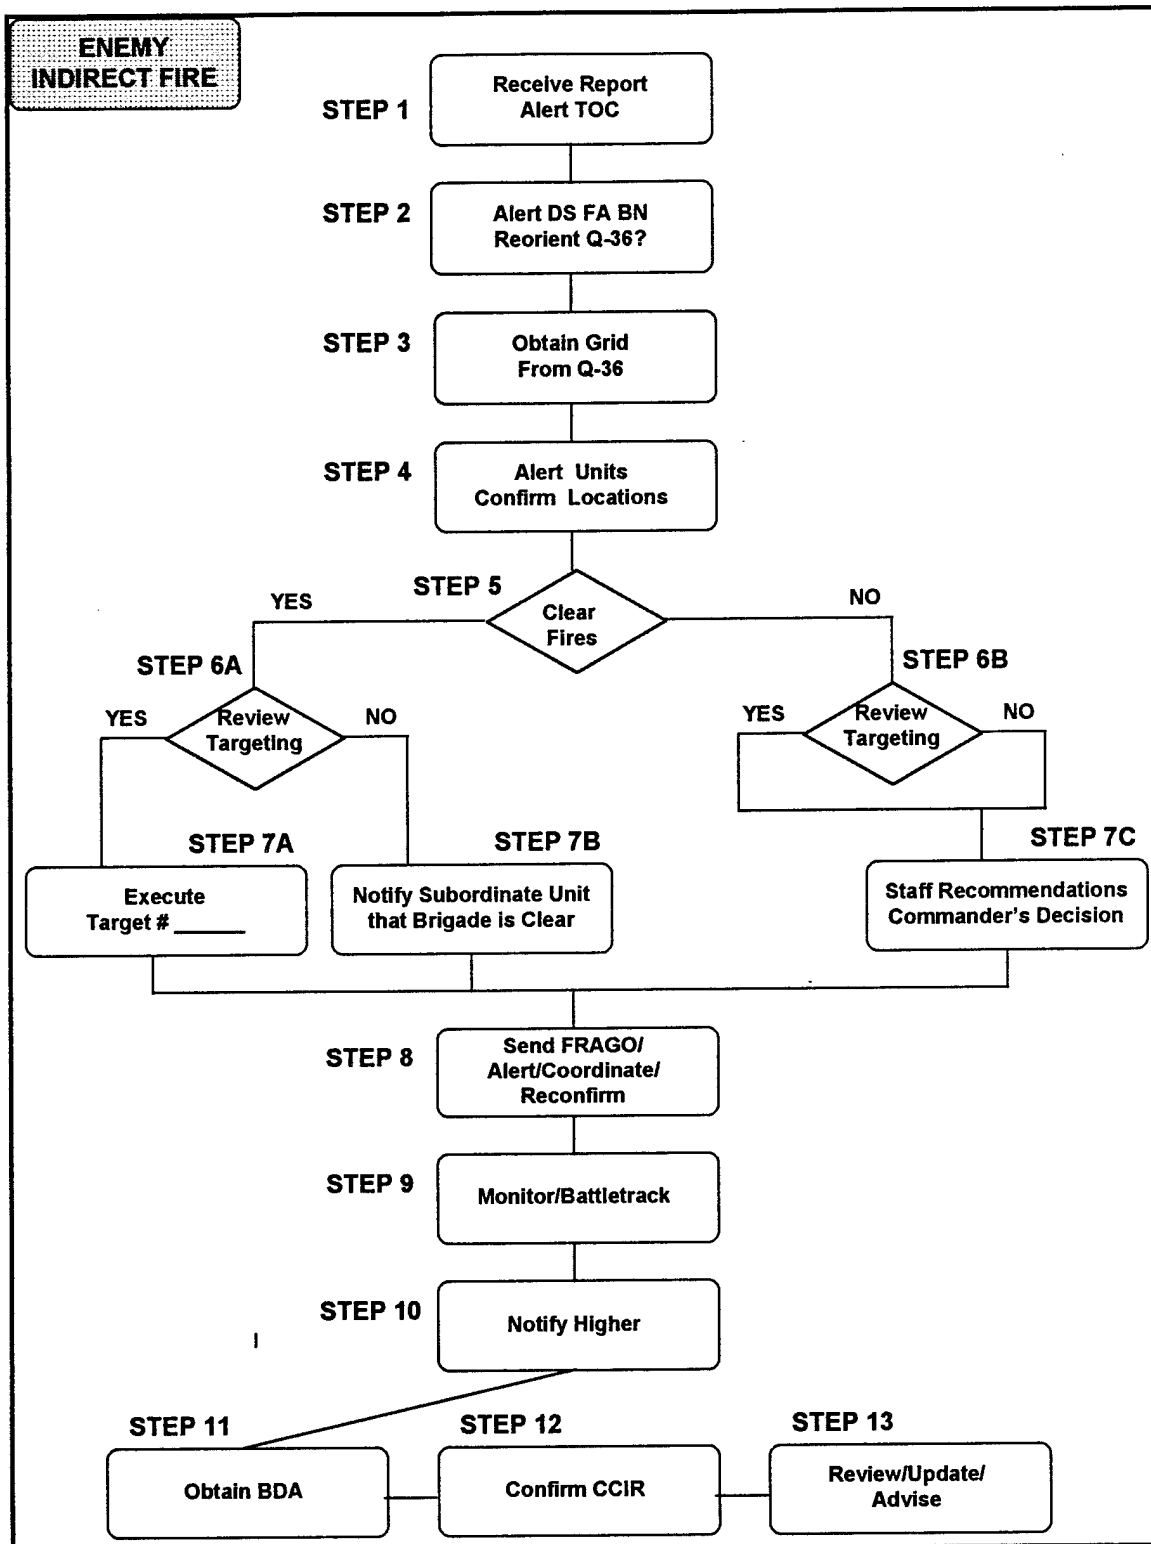 ENEMY
INDIRECT FIRE
STEP 1
Receive Report
Alert TOC
STEP 2
Alert DS FA BN
Reorient Q-36?
STEP 3
Obtain Grid
From Q-36
STEP 4
Alert Units
Confirm Locations
STEP 5
Clear
Fires
YES
NO
STEP 6A
Review
Targeting
YES
NO
STEP 6B
Review
Targeting
YES
NO
STEP 7A
Execute
Target # ______
STEP 7B
Notify Subordinate Unit
that Brigade is Clear
STEP 7C
Staff Recommendations
Commander's Decision
STEP 8
Send FRAGO/
Alert/Coordinate/
Reconfirm
STEP 9
Monitor/Battletrack
STEP 10
Notify Higher
STEP 11
Obtain BDA
STEP 12
Confirm CCIR
STEP 13
Review/Update/
Advise